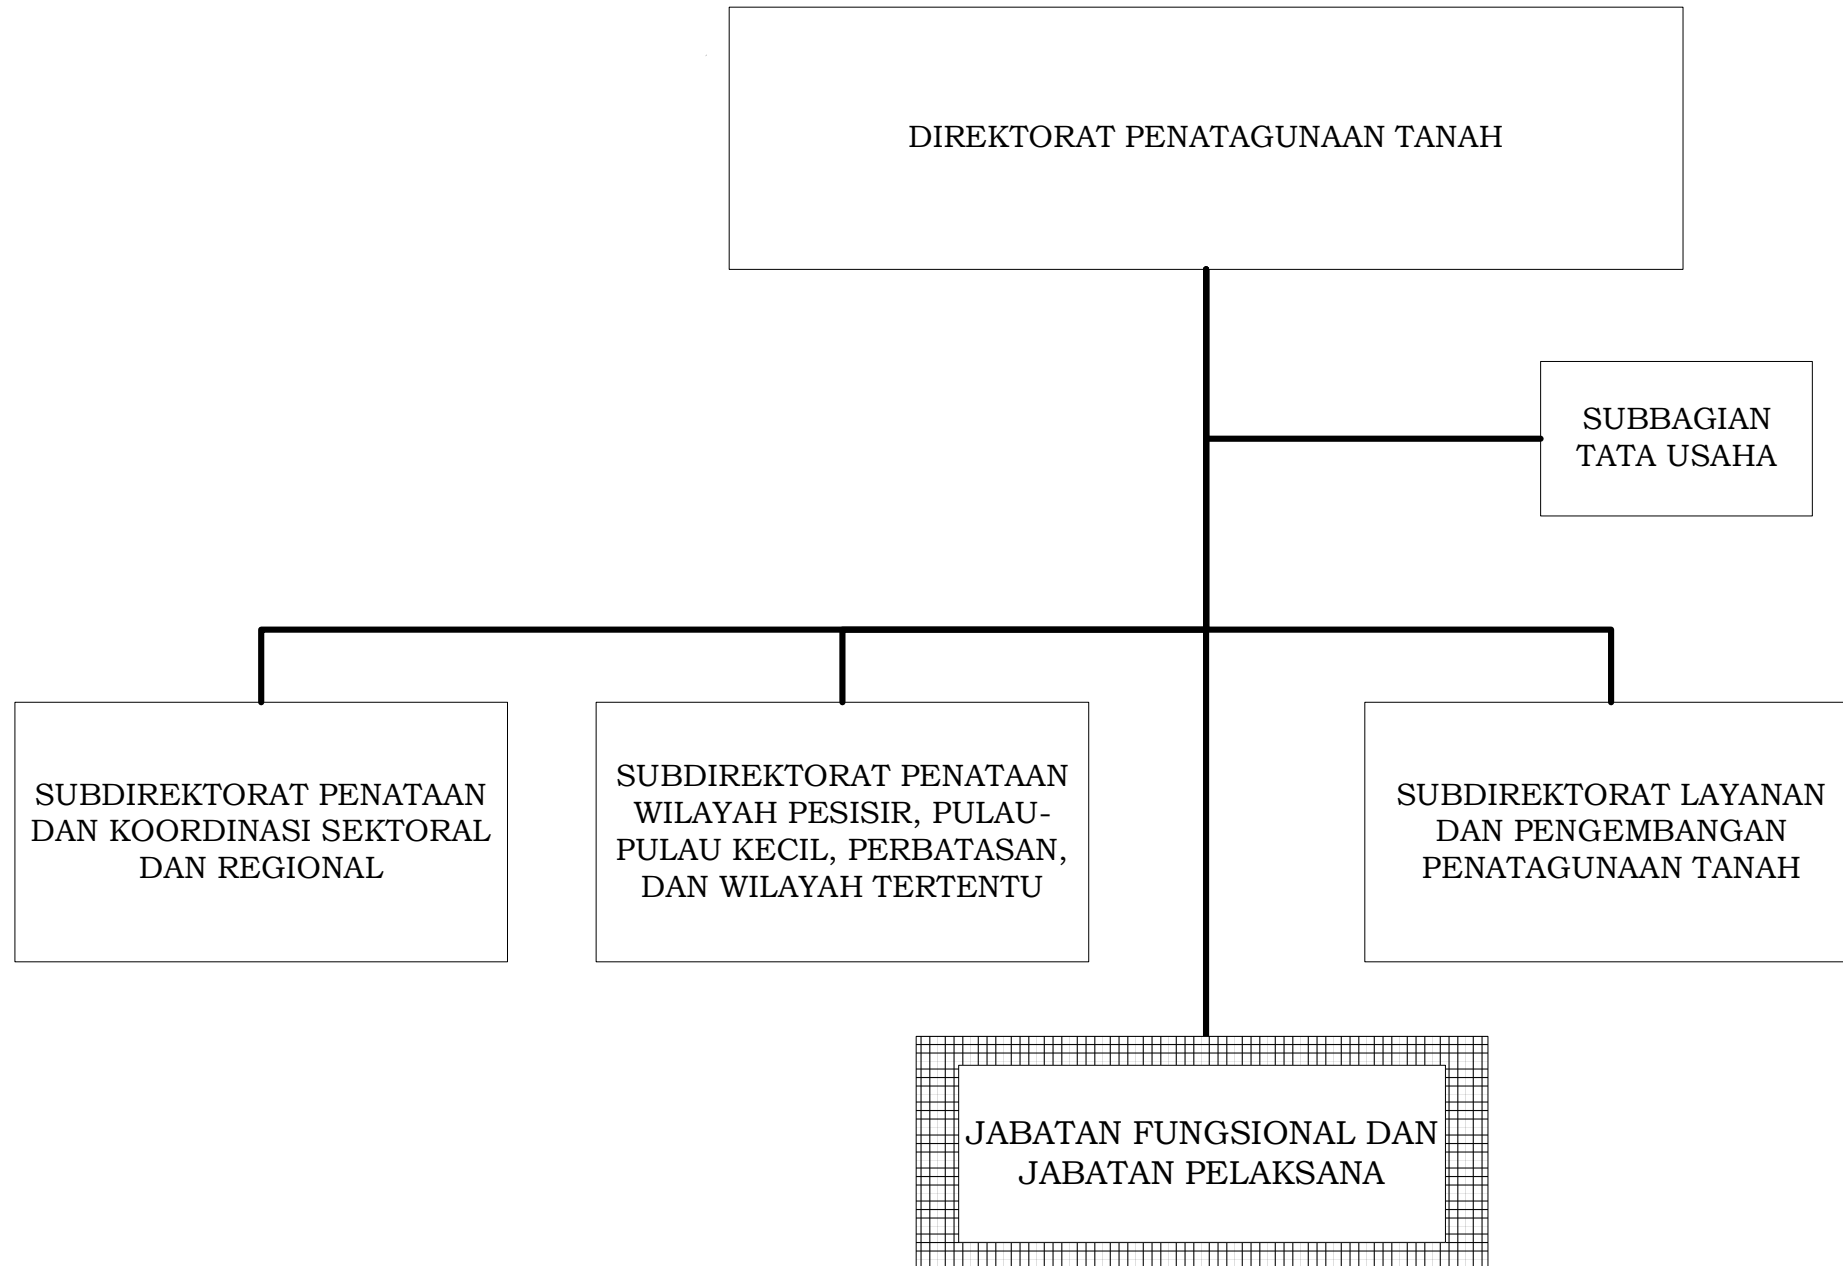 DIREKTORAT PENATAGUNAAN TANAH
SUBBAGIAN
TATA USAHA
SUBDIREKTORAT PENATAAN
DAN KOORDINASI SEKTORAL
DAN REGIONAL
SUBDIREKTORAT PENATAAN
WILAYAH PESISIR, PULAU-
PULAU KECIL, PERBATASAN,
DAN WILAYAH TERTENTU
SUBDIREKTORAT LAYANAN
DAN PENGEMBANGAN
PENATAGUNAAN TANAH
JABATAN FUNGSIONAL DAN
JABATAN PELAKSANA